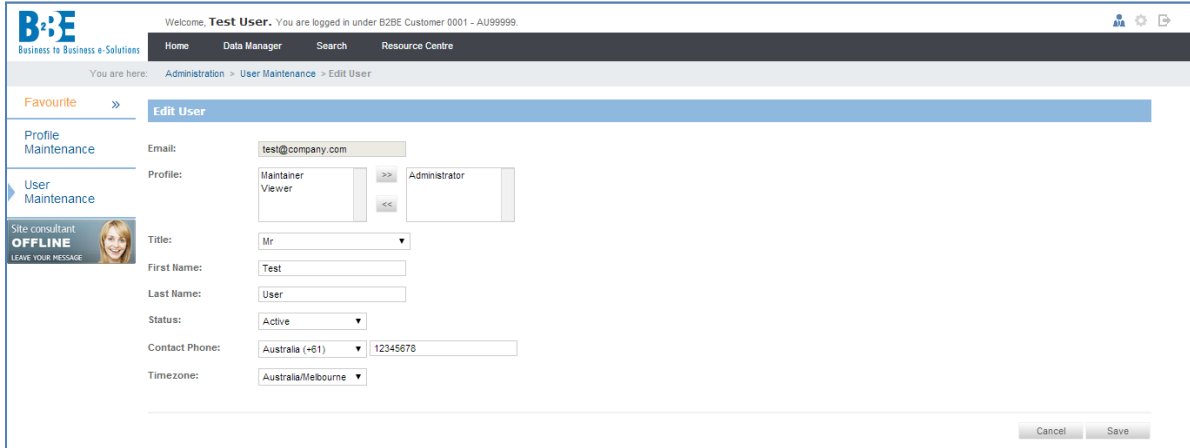 B2BE
Business to Business e-Solutions
Welcome, Test User. You are logged in under B2BE Customer 0001 - AU99999.
Home Data Manager Search Resource Centre
You are here: Administration > User Maintenance > Edit User
Favourite »
Profile
Maintenance
User
Maintenance
Site consultant
OFFLINE
LEAVE YOUR MESSAGE
Edit User
Email: test@company.com
Profile: Maintainer >> Administrator
Viewer
<<
Title: Mr
First Name: Test
Last Name: User
Status: Active
Contact Phone: Australia (+61) 12345678
Timezone: Australia/Melbourne
Cancel Save